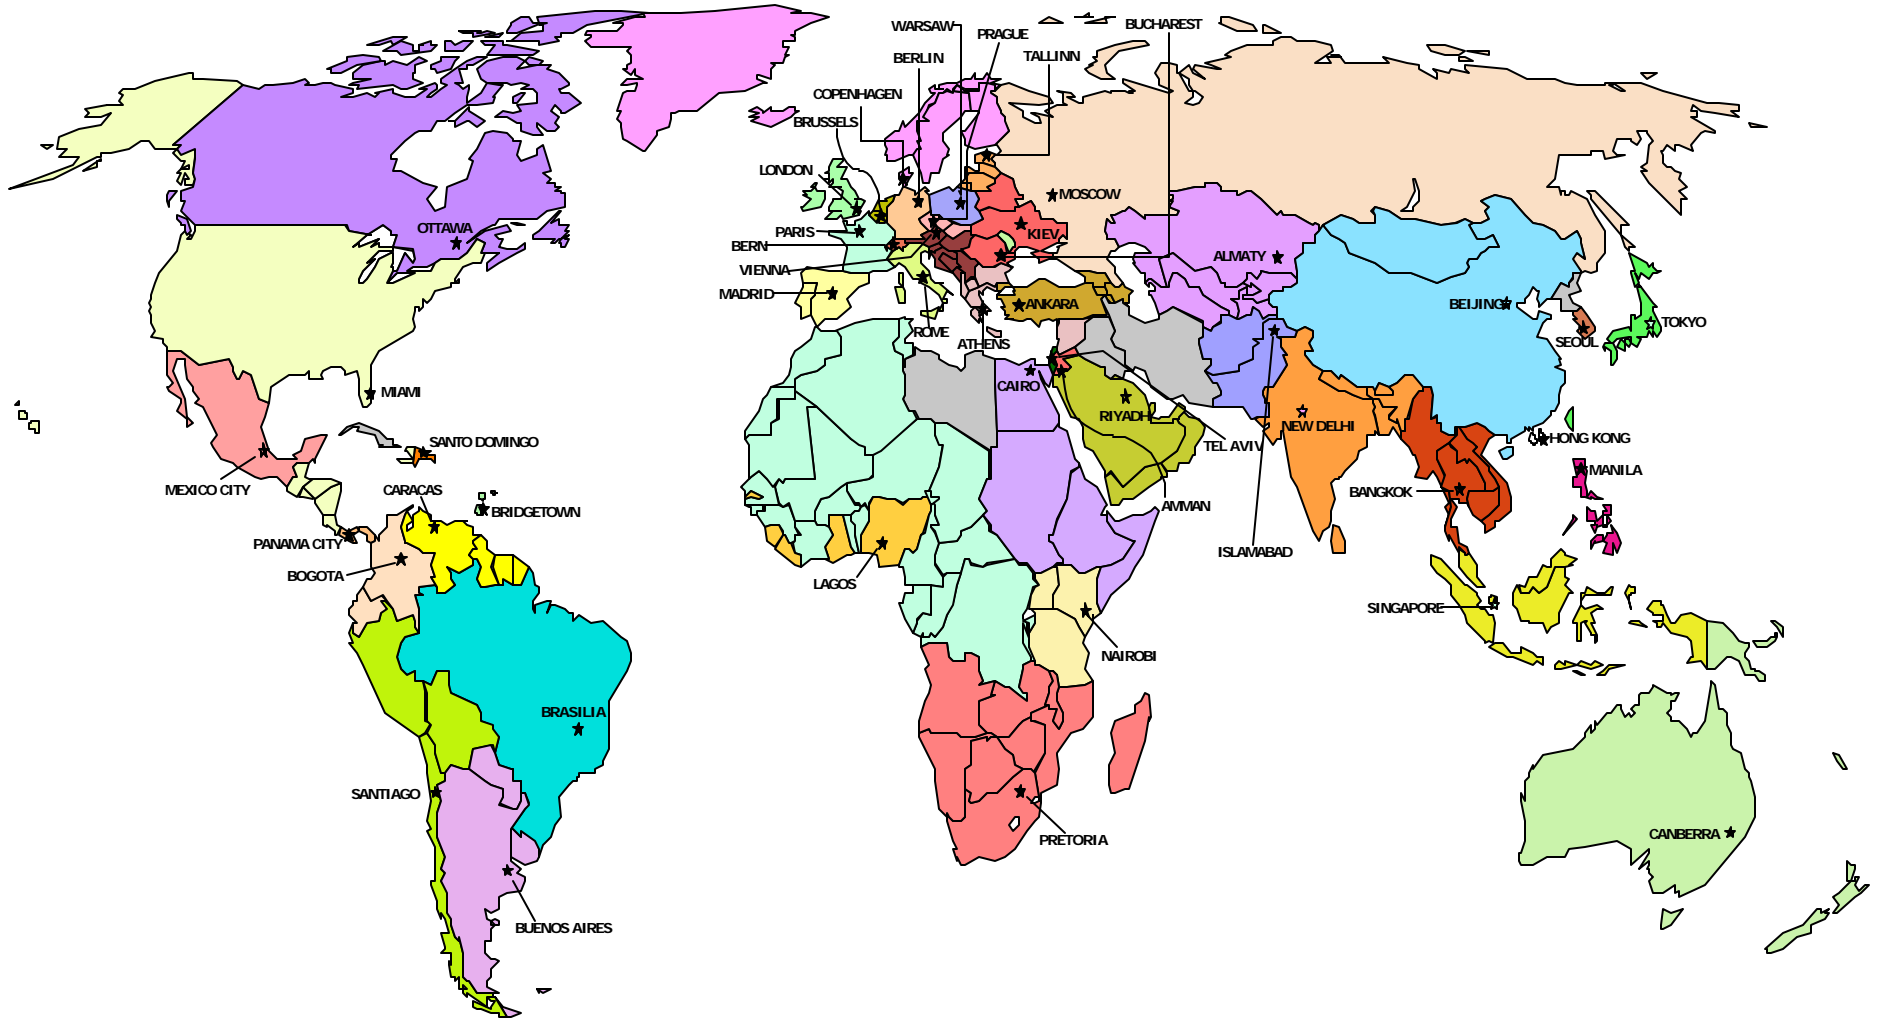 BUCHAREST
WARSAW
PRAGUE
BERLIN
TALLINN
COPENHAGEN
BRUSSELS
LONDON
MOSCOW
OTTAWA
PARIS
KIEV
BERN
ALMATY
VIENNA
MADRID
ANKARA
BEIJING
TOKYO
ROME
ATHENS
SEOUL
CAIRO
MIAMI
RIYADH
NEW DELHI
SANTO DOMINGO
HONG KONG
TEL AVIV
MANILA
MEXICO CITY
CARACAS
BANGKOK
AMMAN
BRIDGETOWN
PANAMA CITY
ISLAMABAD
BOGOTA
LAGOS
SINGAPORE
NAIROBI
BRASILIA
SANTIAGO
CANBERRA
PRETORIA
BUENOS AIRES